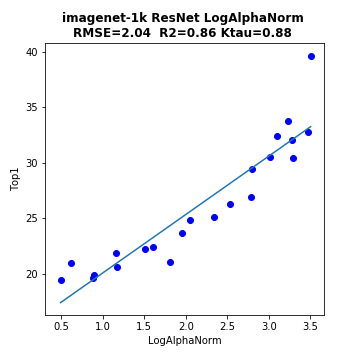 imagenet-1k ResNet LogAlphaNorm
RMSE=2.04  R2=0.86 Ktau=0.88
40
35
30
25
20
Top1
0.5 1.0 1.5 2.0 2.5 3.0 3.5
LogAlphaNorm